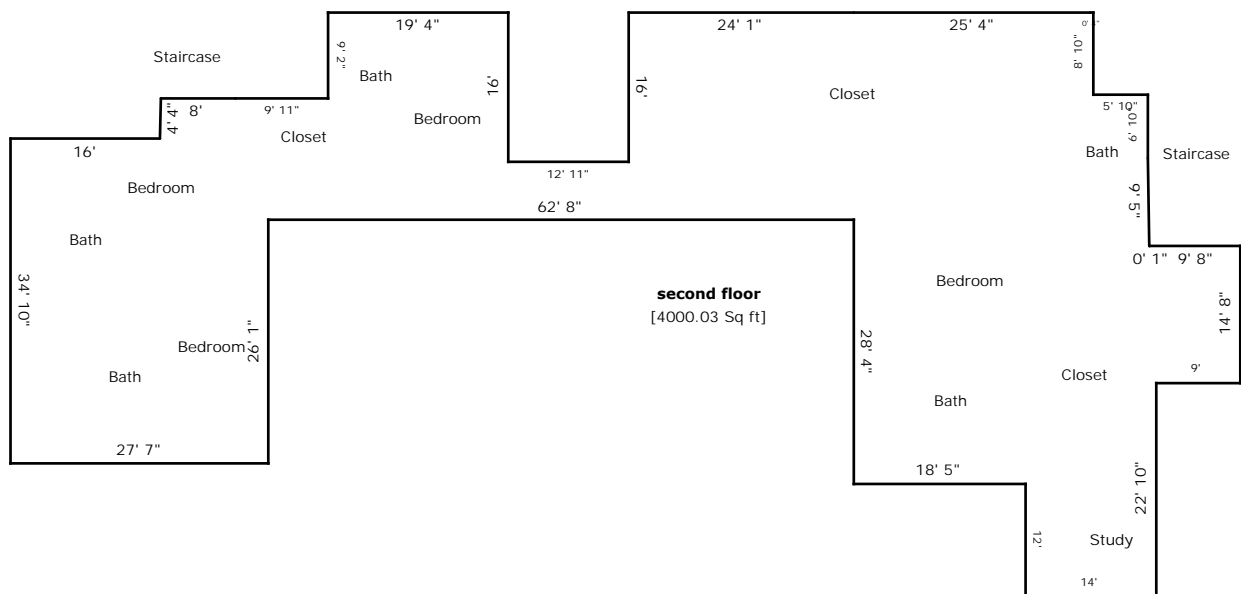 19' 4"
24' 1"
25' 4"
0' 4"
9' 2"
Staircase
Bath
16'
16'
8' 10"
Closet
4' 4"
8'
9' 11"
5' 10"
6' 10"
Bedroom
Closet
16'
Bath
Staircase
12' 11"
Bedroom
9' 5"
62' 8"
Bath
0' 1"
9' 8"
34' 10"
Bedroom
second floor
[4000.03 Sq ft]
14' 8"
26' 1"
Bedroom
28' 4"
Bath
Closet
9'
Bath
27' 7"
18' 5"
22' 10"
12'
Study
14'